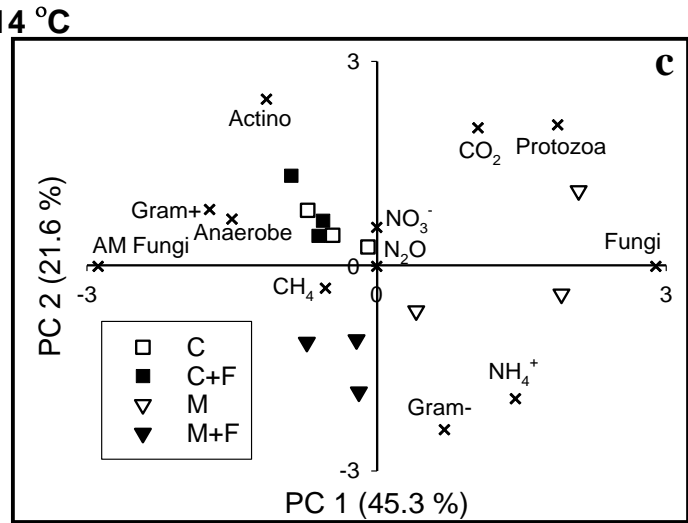 14 °C
c
3
Actino
CO₂ Protozoa
Gram+
Anaerobe
NO₃⁻
AM Fungi
N₂O
Fungi
0
-3
0
3
CH₄
PC 2 (21.6 %)
C
C+F
M
M+F
NH₄⁺
Gram-
-3
PC 1 (45.3 %)